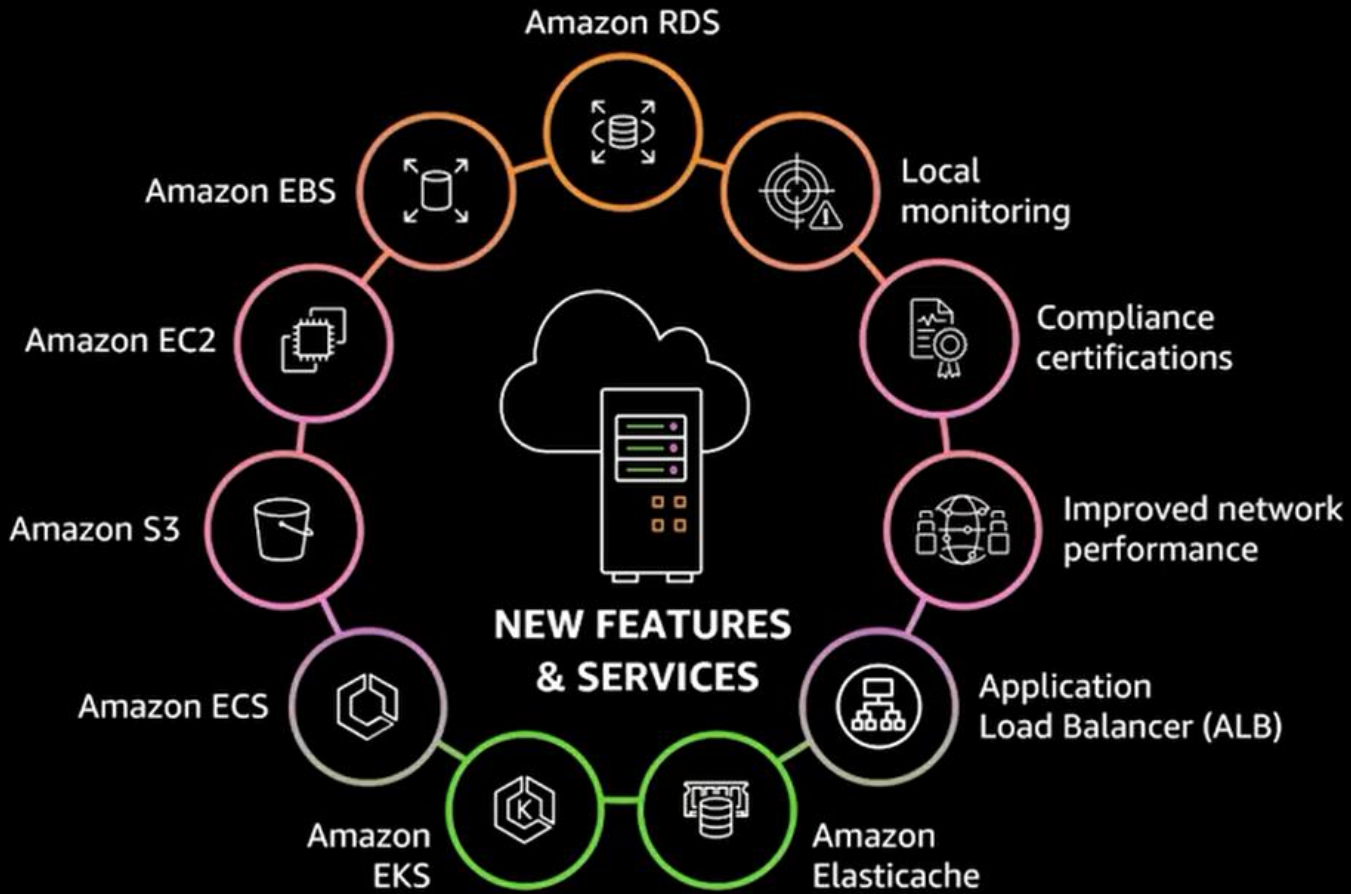 Amazon RDS
Amazon EBS
Local
monitoring
Amazon EC2
Compliance
certifications
Amazon S3
Improved network
performance
NEW FEATURES
& SERVICES
Amazon ECS
Application
Load Balancer (ALB)
Amazon
EKS
K
Amazon
Elasticache